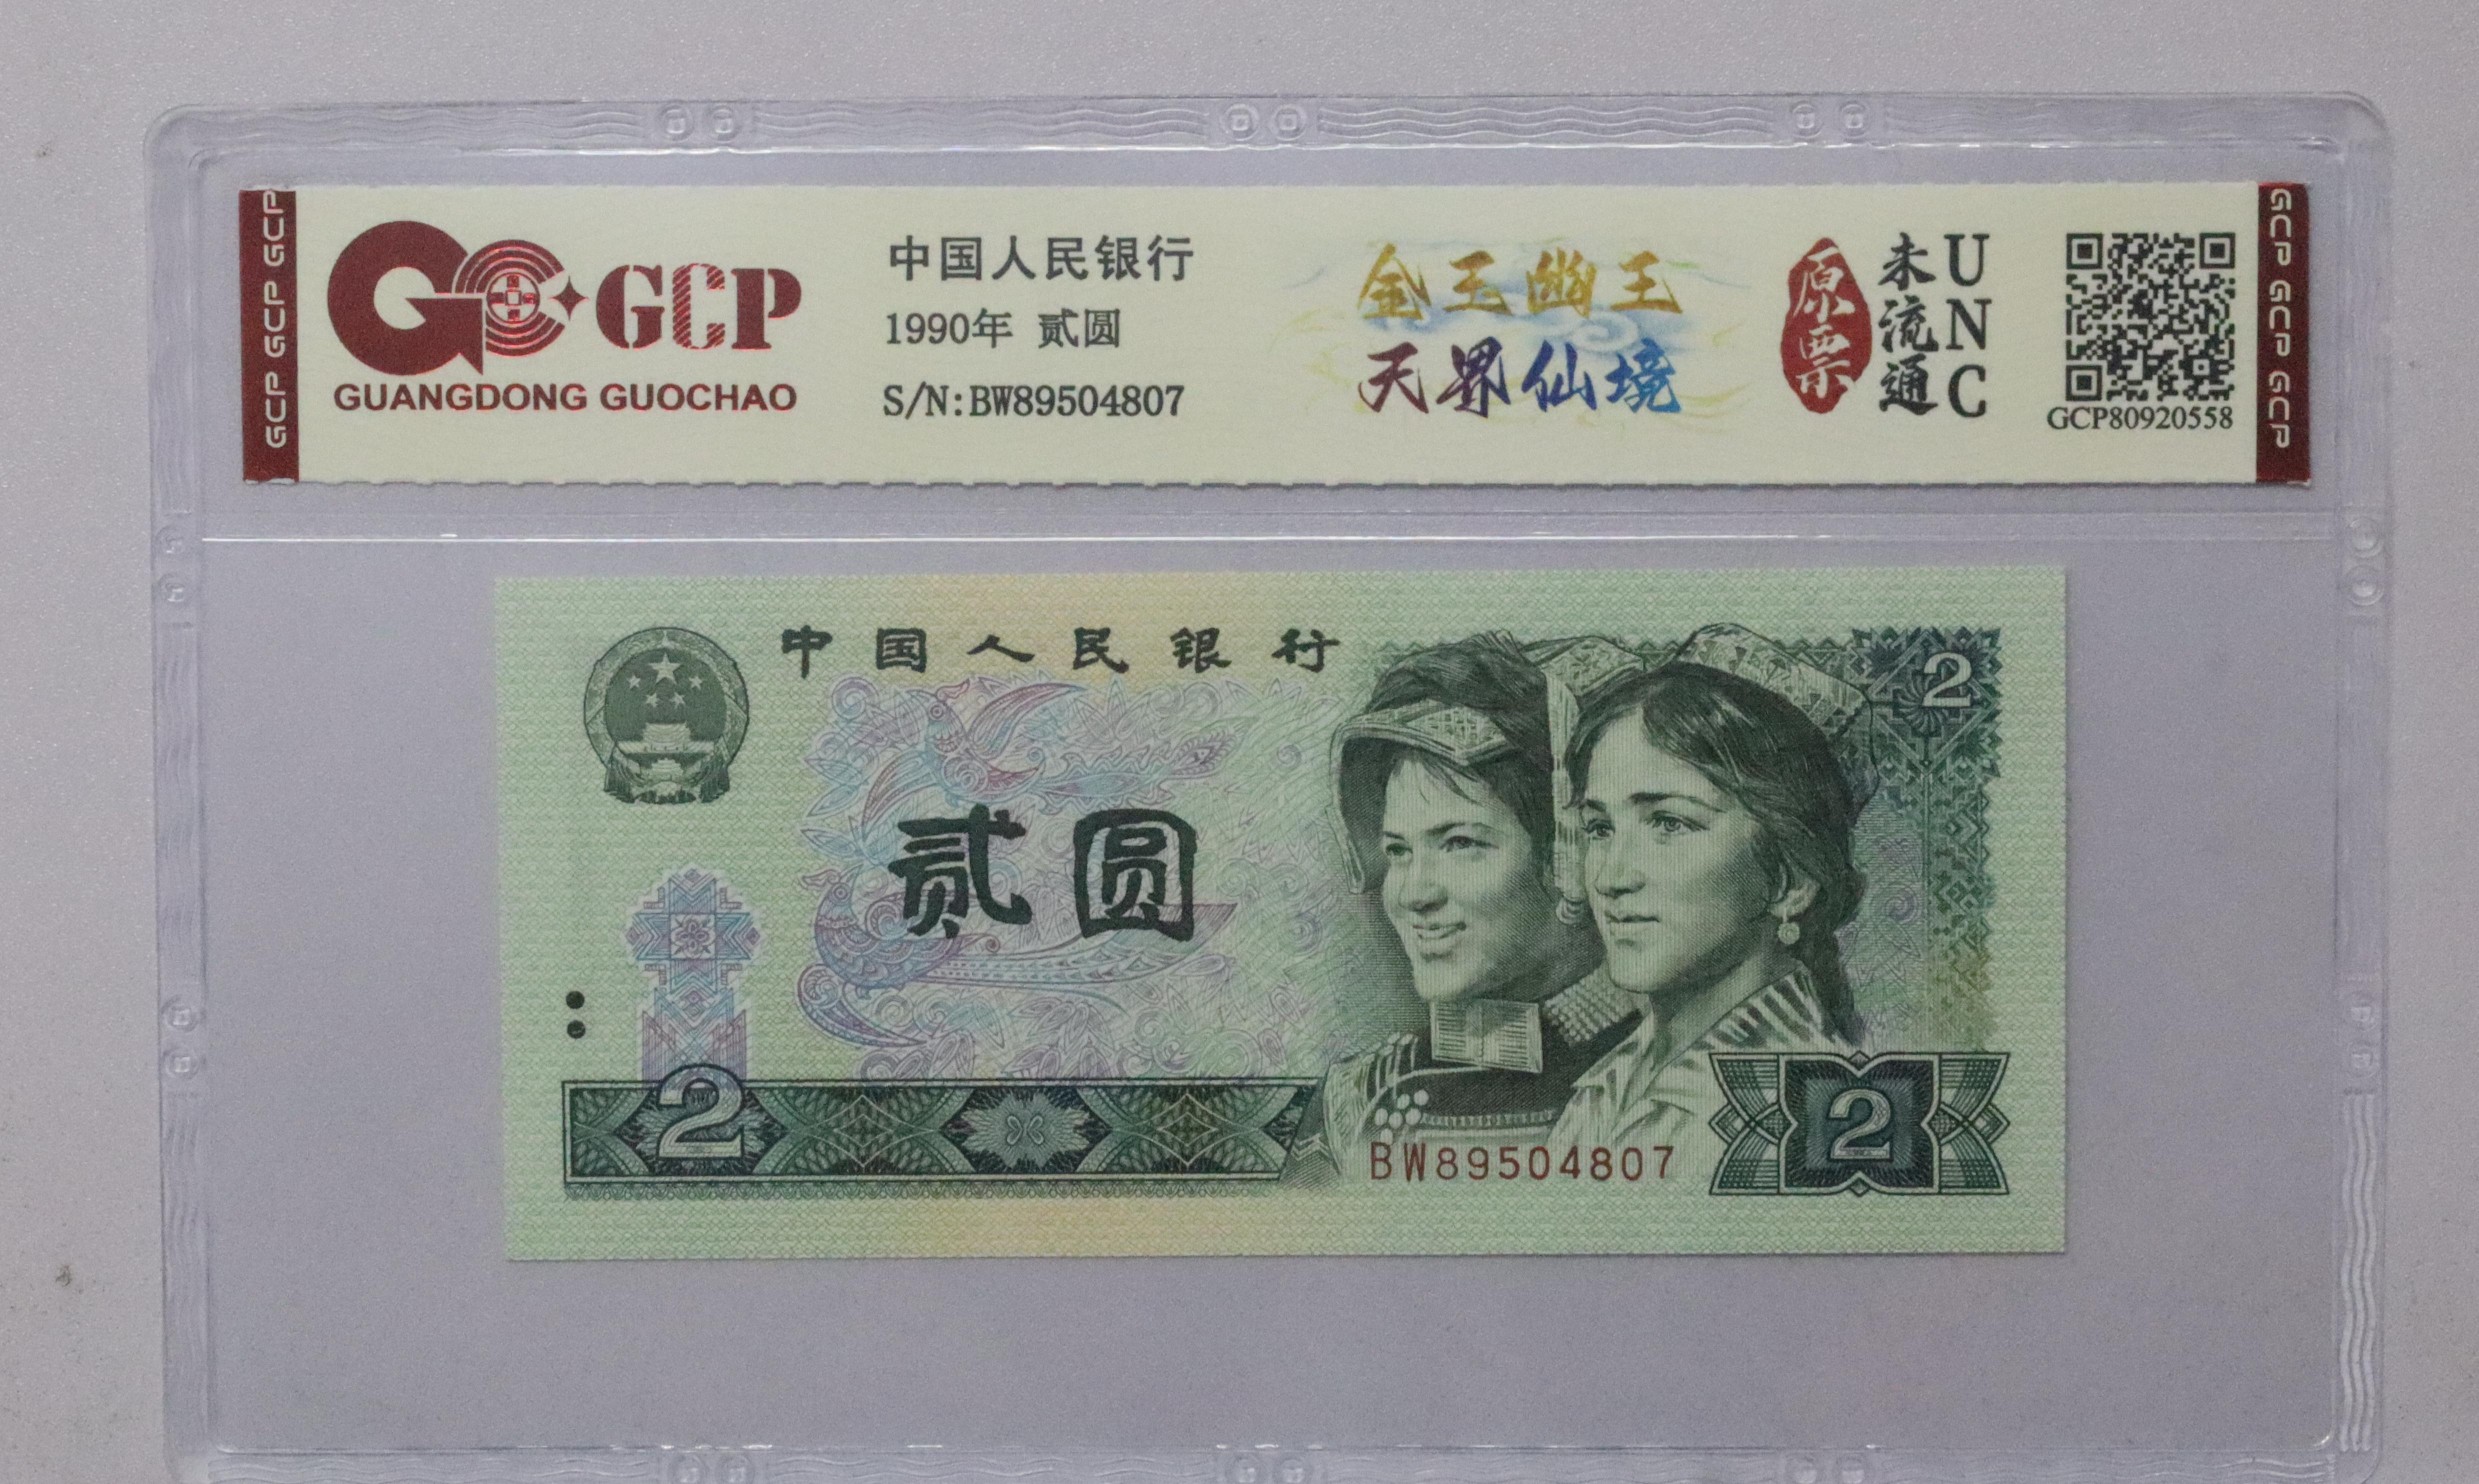 GCP GCP GCP
GCP
GUANGDONG GUOCHAO
中国人民银行
1990年 贰圆
S/N:BW89504807
金玉幽王
天界仙境
原票
未流通
UNC
GCP80920558
GCP GCP GCP
中国人民银行
贰圆
2
2
BW89504807
2